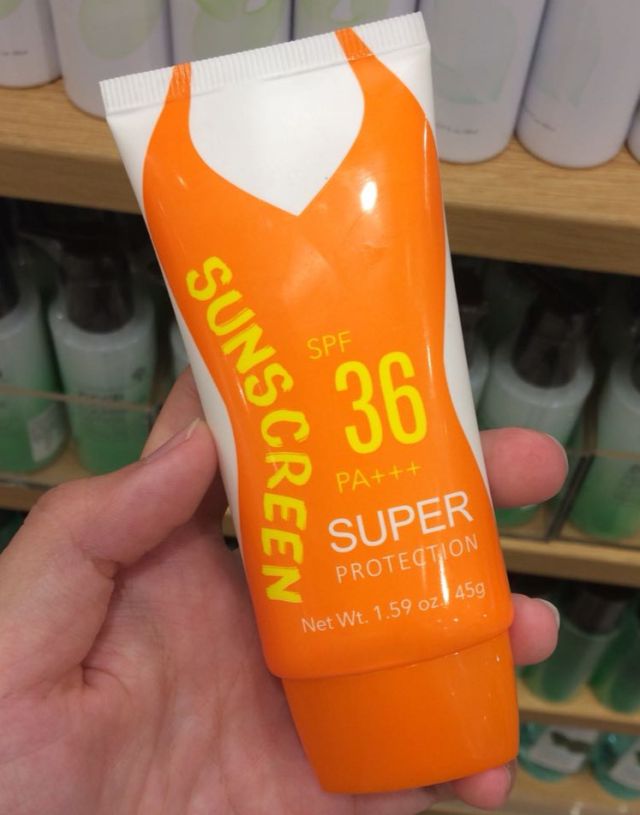 SUNSCREEN
SPF
36
PA+++
SUPER
PROTECTION
Net Wt. 1.59 oz. 45g